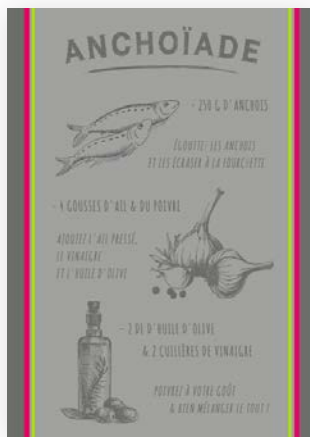 ANCHOÏADE
- 250 G D'ANCHOIS
ÉGOUTTEZ LES ANCHOIS
ET LES ÉCRASER À LA FOURCHETTE
- 4 GOUSSES D'AIL & DU POIVRE
AJOUTEZ L'AIL PRESSÉ,
LE VINAIGRE
ET L'HUILE D'OLIVE
- 2 DL D'HUILE D'OLIVE
& 2 CUILLÈRES DE VINAIGRE
POIVREZ À VOTRE GOÛT
& BIEN MÉLANGER LE TOUT !